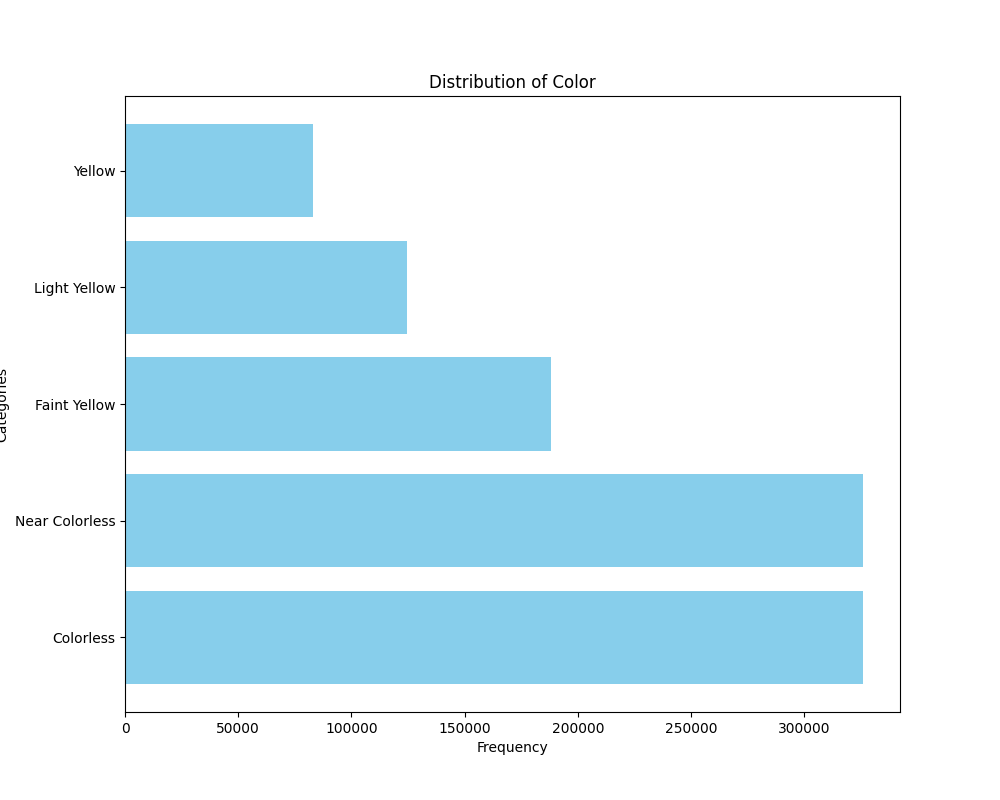 Distribution of Color
Yellow
Light Yellow
Faint Yellow
Near Colorless
Colorless
Categories
0 50000 100000 150000 200000 250000 300000
Frequency